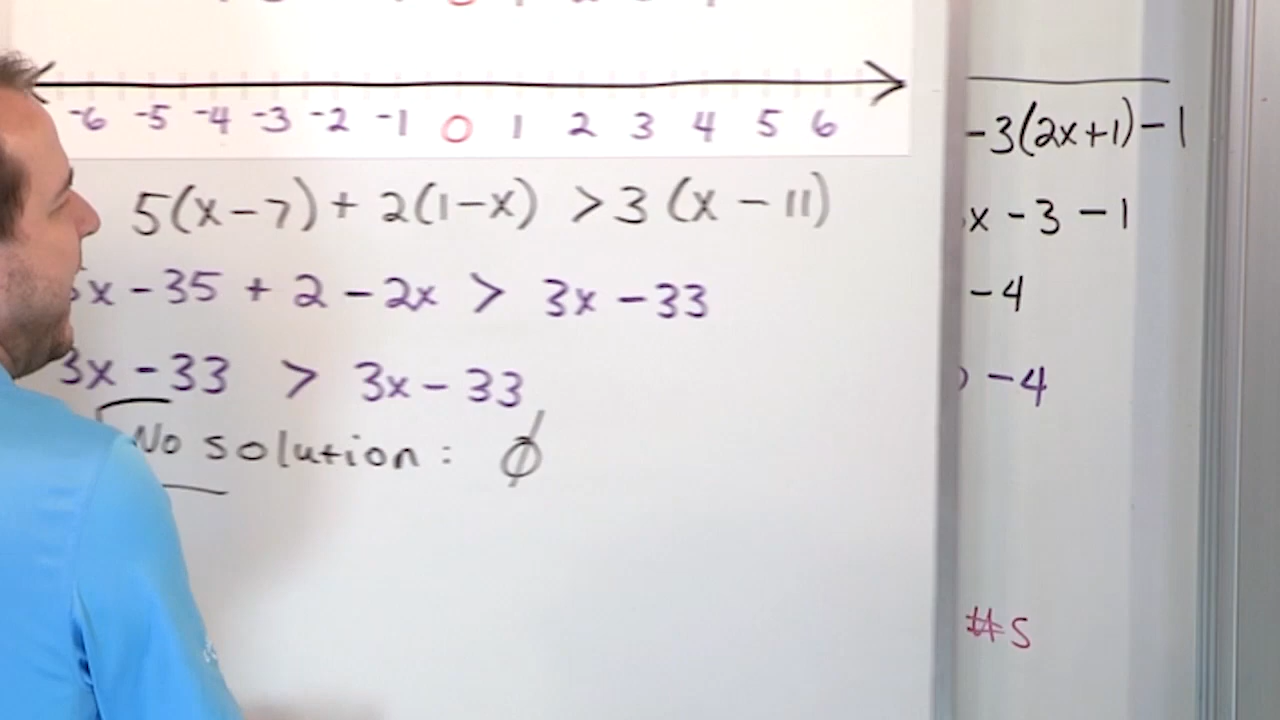 -6 -5 -4 -3 -2 -1 0 1 2 3 4 5 6
5(x-7)+ 2(1-x) >3 (x - 11)
x - 35 + 2 - 2x > 3x - 33
3x - 33 > 3x - 33
No solution: ∅
-3(2x+1)-1
x - 3 - 1
-4
) -4
#s